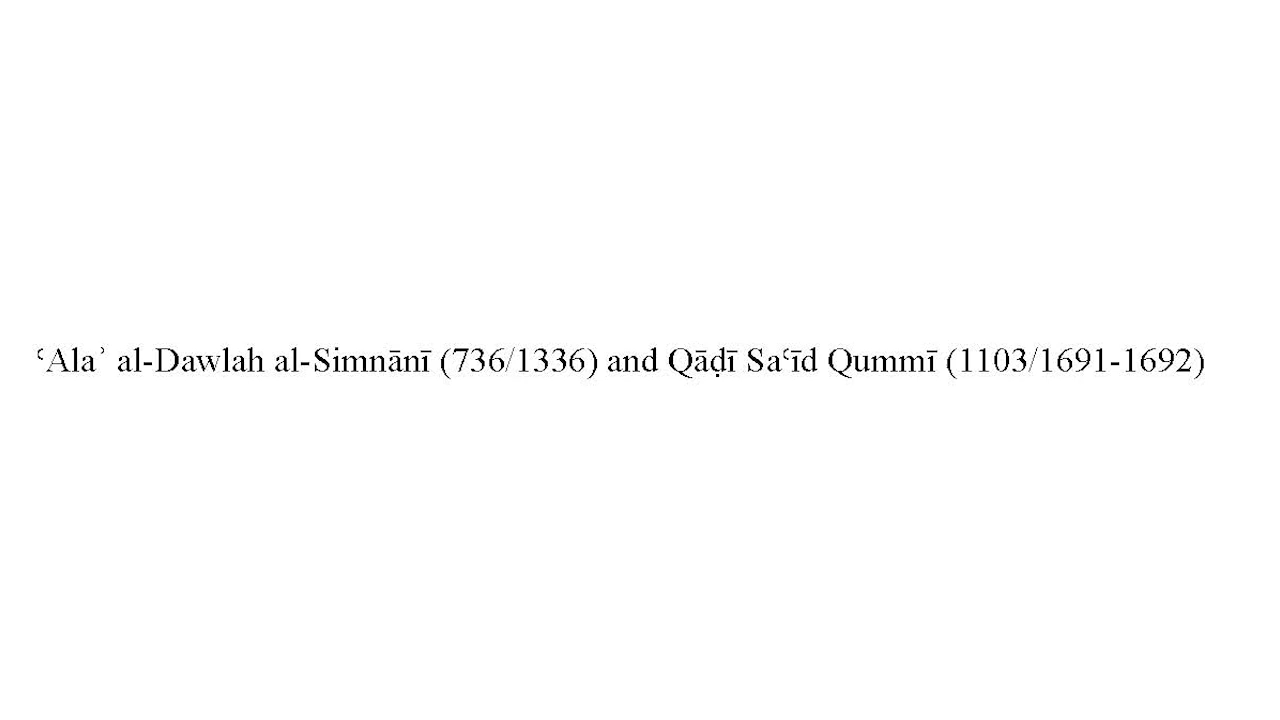 ʿAlaʾ al-Dawlah al-Simnānī (736/1336) and Qāḍī Saʿīd Qummī (1103/1691-1692)